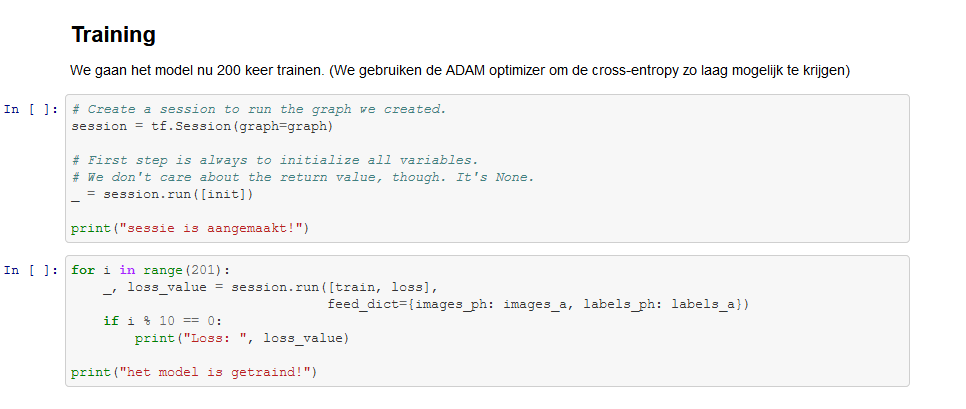 Training
We gaan het model nu 200 keer trainen. (We gebruiken de ADAM optimizer om de cross-entropy zo laag mogelijk te krijgen)
In [ ]: # Create a session to run the graph we created.
session = tf.Session(graph=graph)
# First step is always to initialize all variables.
# We don't care about the return value, though. It's None.
_ = session.run([init])
print("sessie is aangemaakt!")
In [ ]: for i in range(201):
_, loss_value = session.run([train, loss],
feed_dict={images_ph: images_a, labels_ph: labels_a})
if i % 10 == 0:
print("Loss: ", loss_value)
print("het model is getraind!")